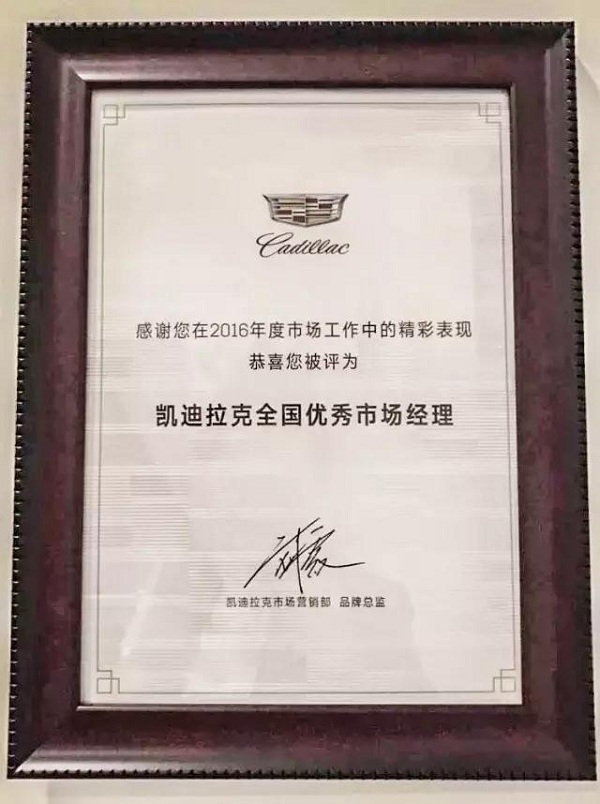 Cadillac
感谢您在2016年度市场工作中的精彩表现
恭喜您被评为
凯迪拉克全国优秀市场经理
凯迪拉克市场营销部 品牌总监